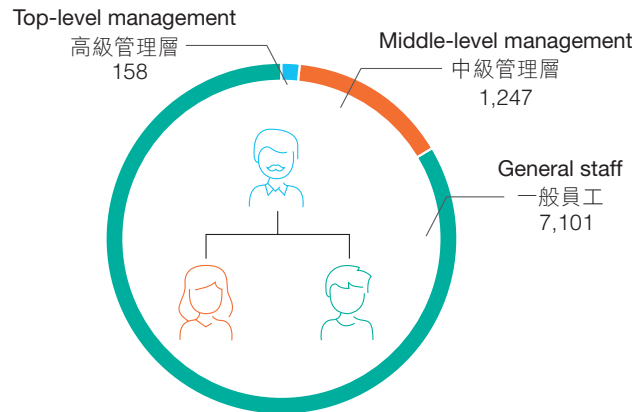 Top-level management
高級管理層
158
Middle-level management
中級管理層
1,247
General staff
一般員工
7,101